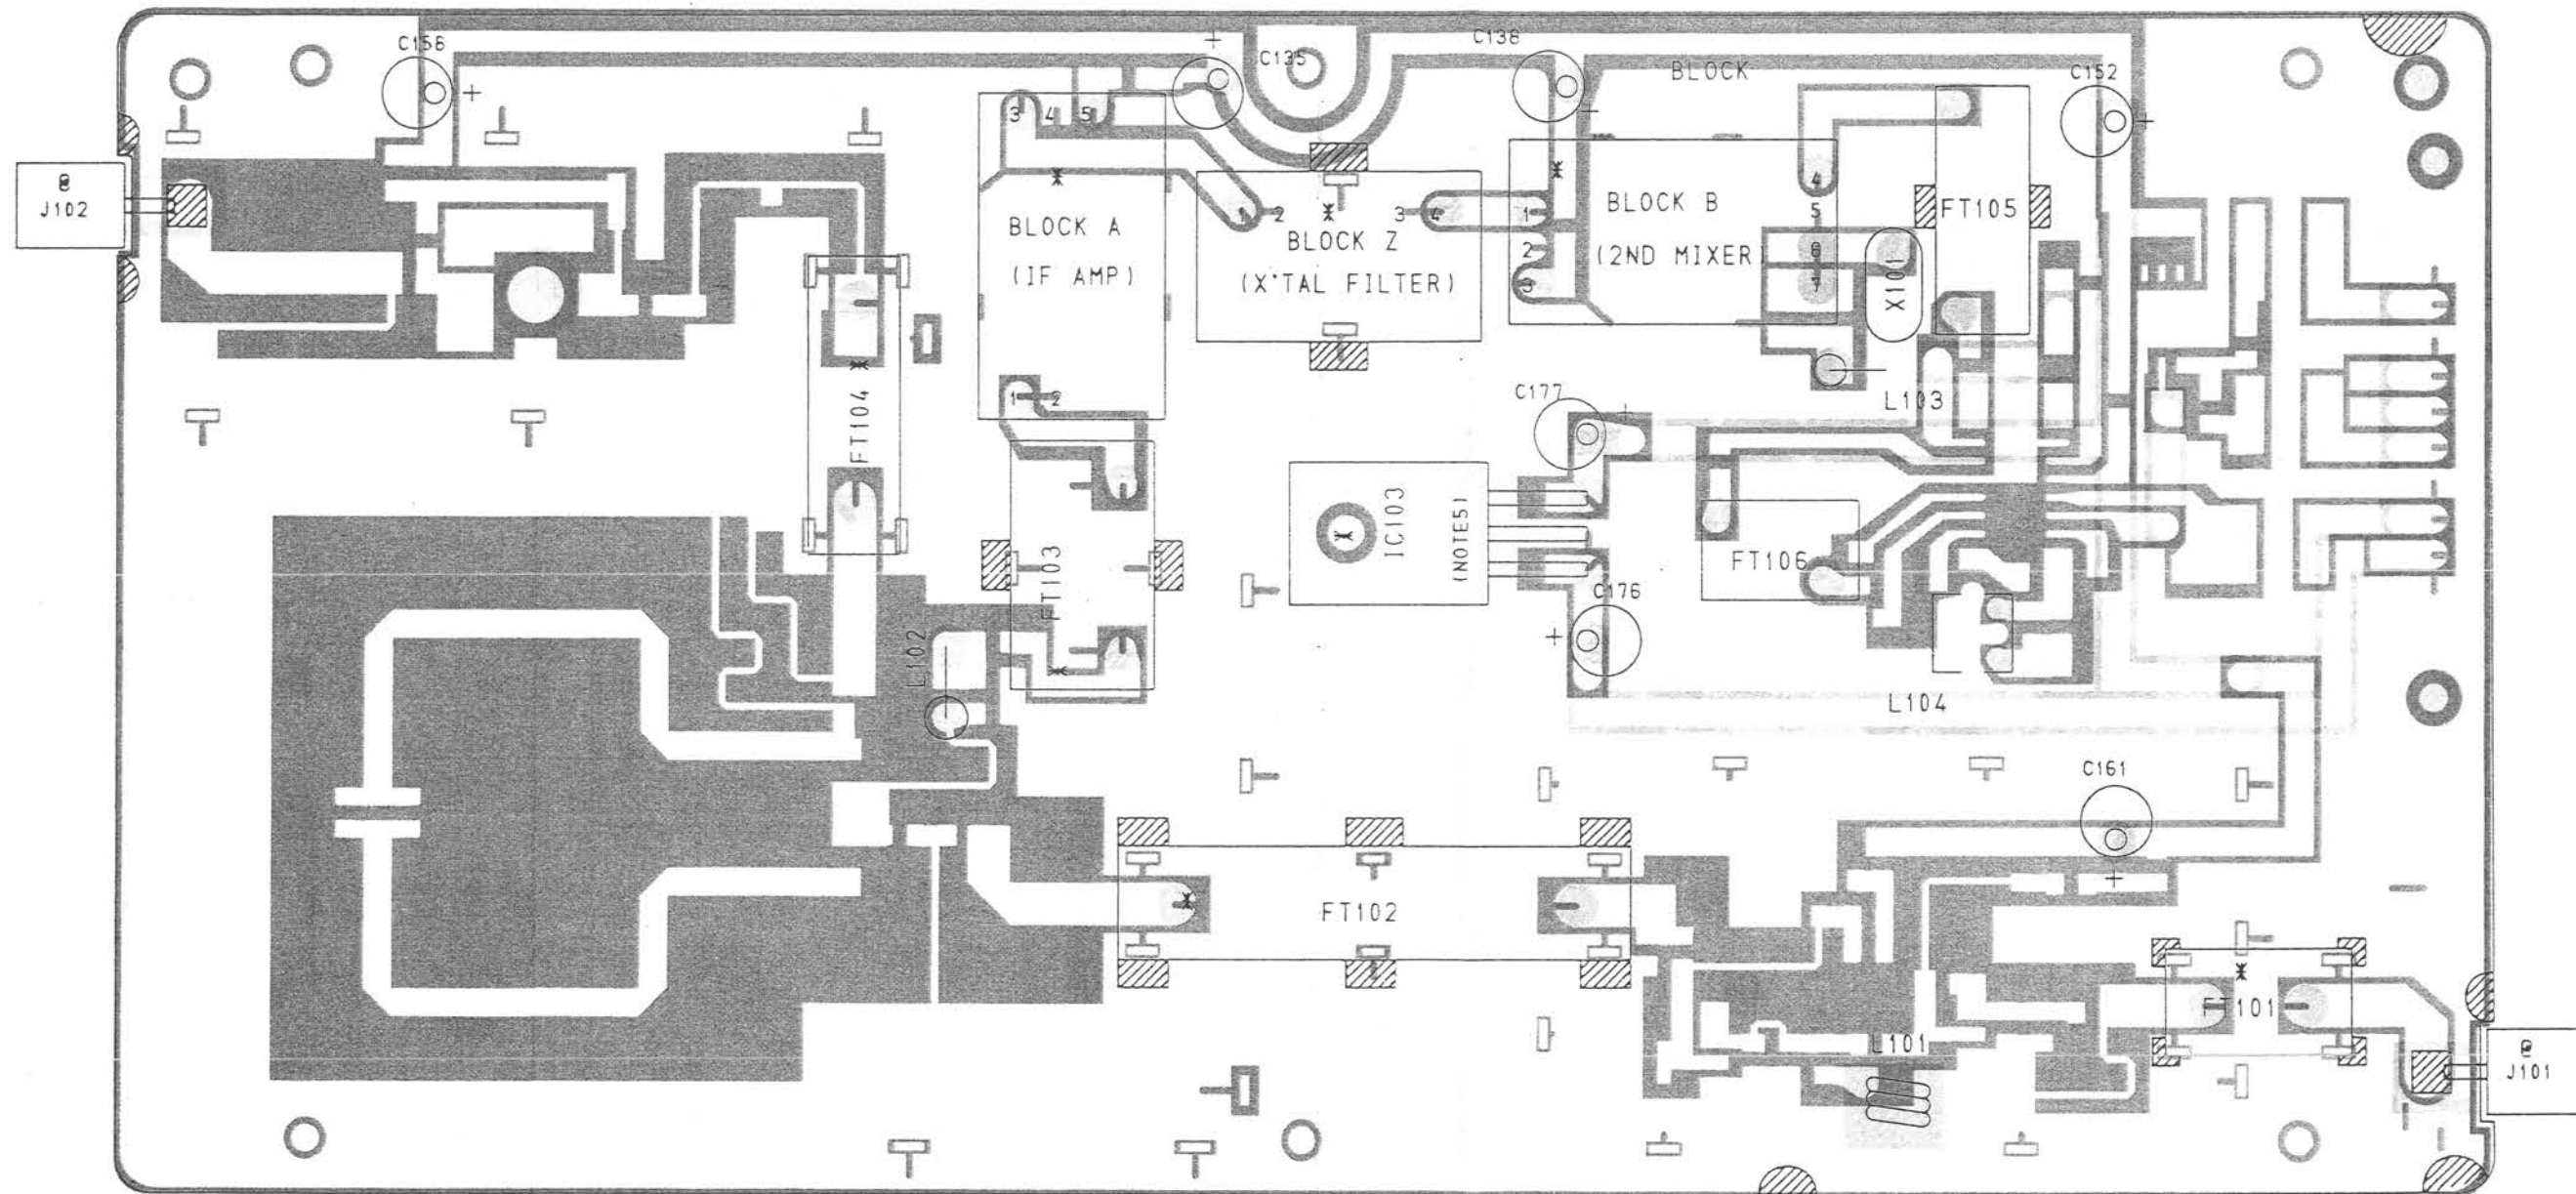 C156
+
+
C135
C138
+
BLOCK
C152
+
J102
3 4 5
BLOCK A
(IF AMP)
1 2
1 2
3 4
BLOCK Z
(X'TAL FILTER)
1
2
3
BLOCK B
(2ND MIXER)
4
5
6
7
X101
FT105
FT104
FT103
L102
C177
+
L103
IC103
(NOTE5)
FT106
C176
+
L104
C161
+
FT102
FT101
L101
J101